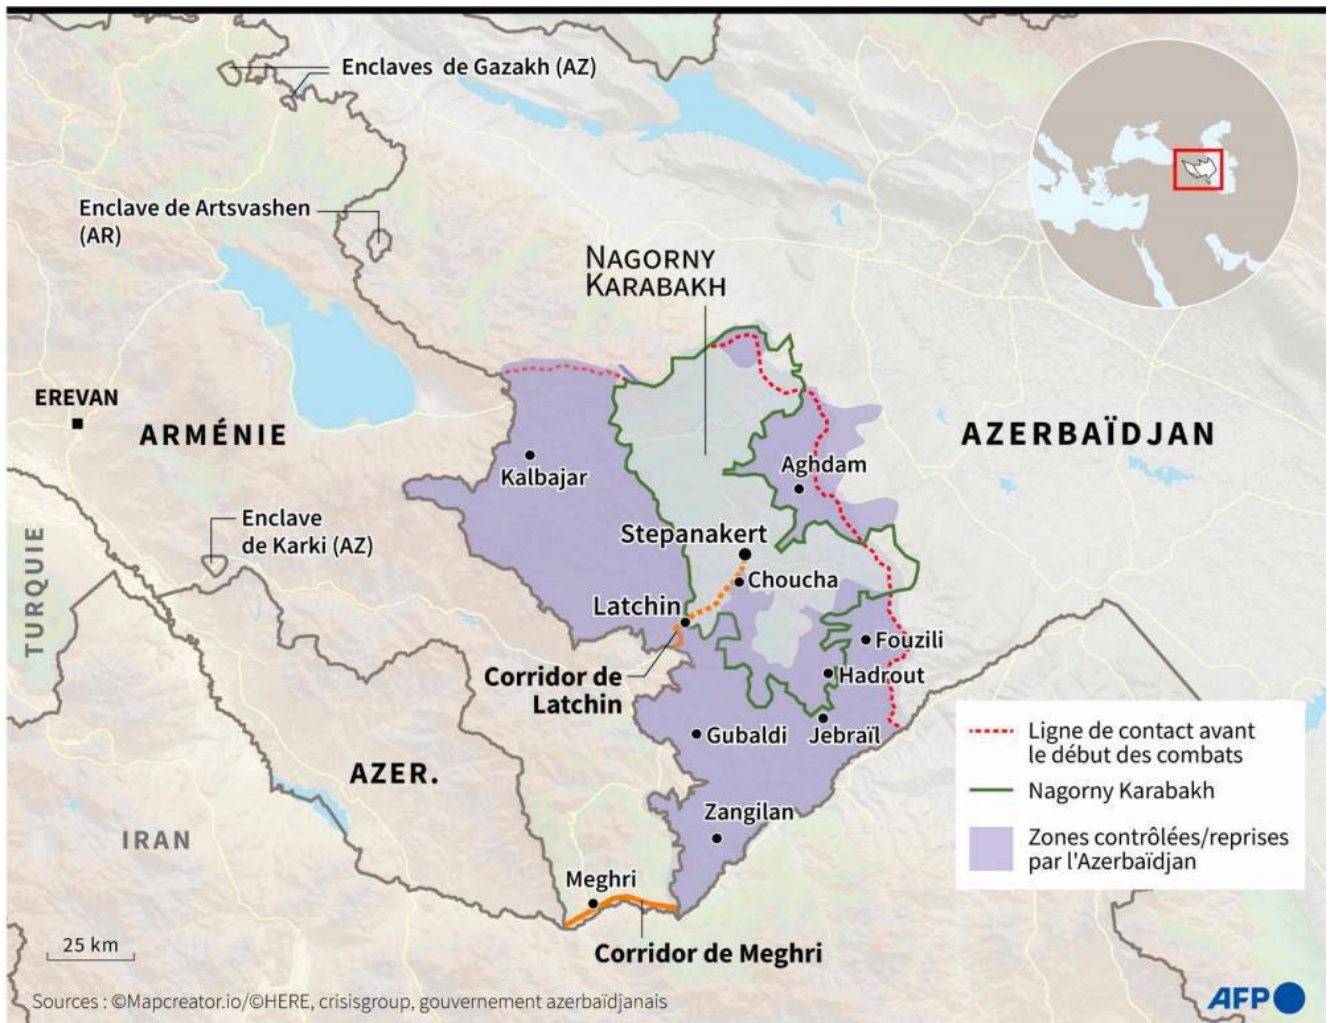 Enclaves de Gazakh (AZ)
Enclave de Artsvashen
(AR)
NAGORNY
KARABAKH
EREVAN
ARMÉNIE
AZERBAÏDJAN
Kalbajar
Aghdam
Enclave
de Karki (AZ)
Stepanakert
Choucha
TURQUIE
Latchin
Fouzili
Corridor de
Latchin
Hadrout
Gubaldi
Jebraïl
AZER.
Zangilan
IRAN
Meghri
Corridor de Meghri
Ligne de contact avant
le début des combats
Nagorny Karabakh
Zones contrôlées/reprises
par l'Azerbaïdjan
25 km
Sources : ©Mapcreator.io/©HERE, crisisgroup, gouvernement azerbaïdjanais
AFP